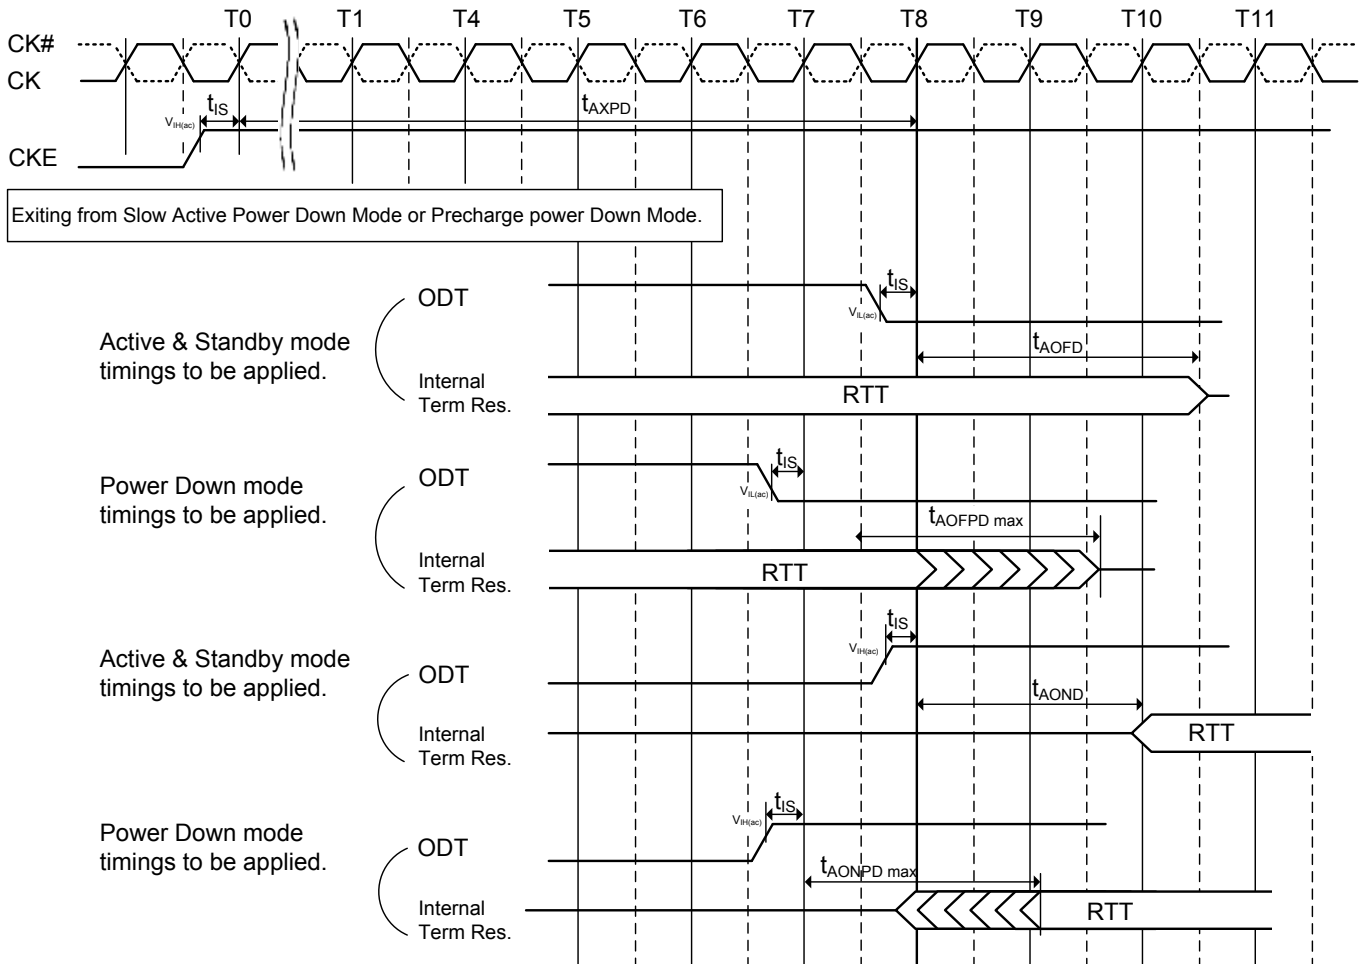 T0 T1 T4 T5 T6 T7 T8 T9 T10 T11
CK#
CK
tIS
tAXPD
VIH(ac)
CKE
Exiting from Slow Active Power Down Mode or Precharge power Down Mode.
tIS
ODT
VIL(ac)
Active & Standby mode
timings to be applied.
tAOFD
Internal
Term Res.
RTT
tIS
ODT
VIL(ac)
Power Down mode
timings to be applied.
tAOFPD max
Internal
Term Res.
RTT
tIS
VIH(ac)
Active & Standby mode
timings to be applied.
ODT
tAOND
Internal
Term Res.
RTT
tIS
VIH(ac)
Power Down mode
timings to be applied.
ODT
tAONPD max
Internal
Term Res.
RTT